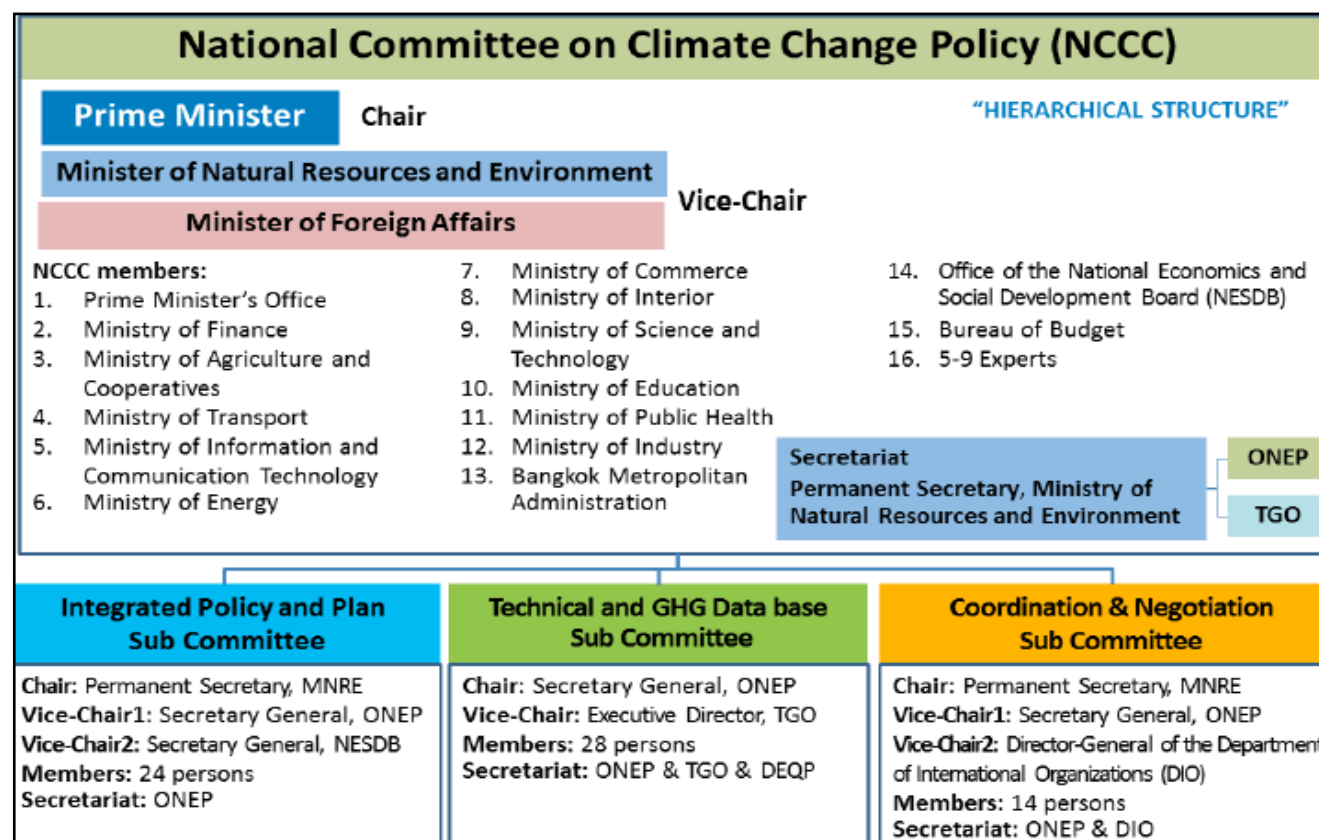 National Committee on Climate Change Policy (NCCC)
Prime Minister
Chair
"HIERARCHICAL STRUCTURE"
Minister of Natural Resources and Environment
Minister of Foreign Affairs
Vice-Chair
NCCC members:
1. Prime Minister's Office
2. Ministry of Finance
3. Ministry of Agriculture and
Cooperatives
4. Ministry of Transport
5. Ministry of Information and
Communication Technology
6. Ministry of Energy
7. Ministry of Commerce
8. Ministry of Interior
9. Ministry of Science and
Technology
10. Ministry of Education
11. Ministry of Public Health
12. Ministry of Industry
13. Bangkok Metropolitan
Administration
14. Office of the National Economics and
Social Development Board (NESDB)
15. Bureau of Budget
16. 5-9 Experts
Secretariat
Permanent Secretary, Ministry of
Natural Resources and Environment
ONEP
TGO
Integrated Policy and Plan
Sub Committee
Chair: Permanent Secretary, MNRE
Vice-Chair1: Secretary General, ONEP
Vice-Chair2: Secretary General, NESDB
Members: 24 persons
Secretariat: ONEP
Technical and GHG Data base
Sub Committee
Chair: Secretary General, ONEP
Vice-Chair: Executive Director, TGO
Members: 28 persons
Secretariat: ONEP & TGO & DEQP
Coordination & Negotiation
Sub Committee
Chair: Permanent Secretary, MNRE
Vice-Chair1: Secretary General, ONEP
Vice-Chair2: Director-General of the Department
of International Organizations (DIO)
Members: 14 persons
Secretariat: ONEP & DIO